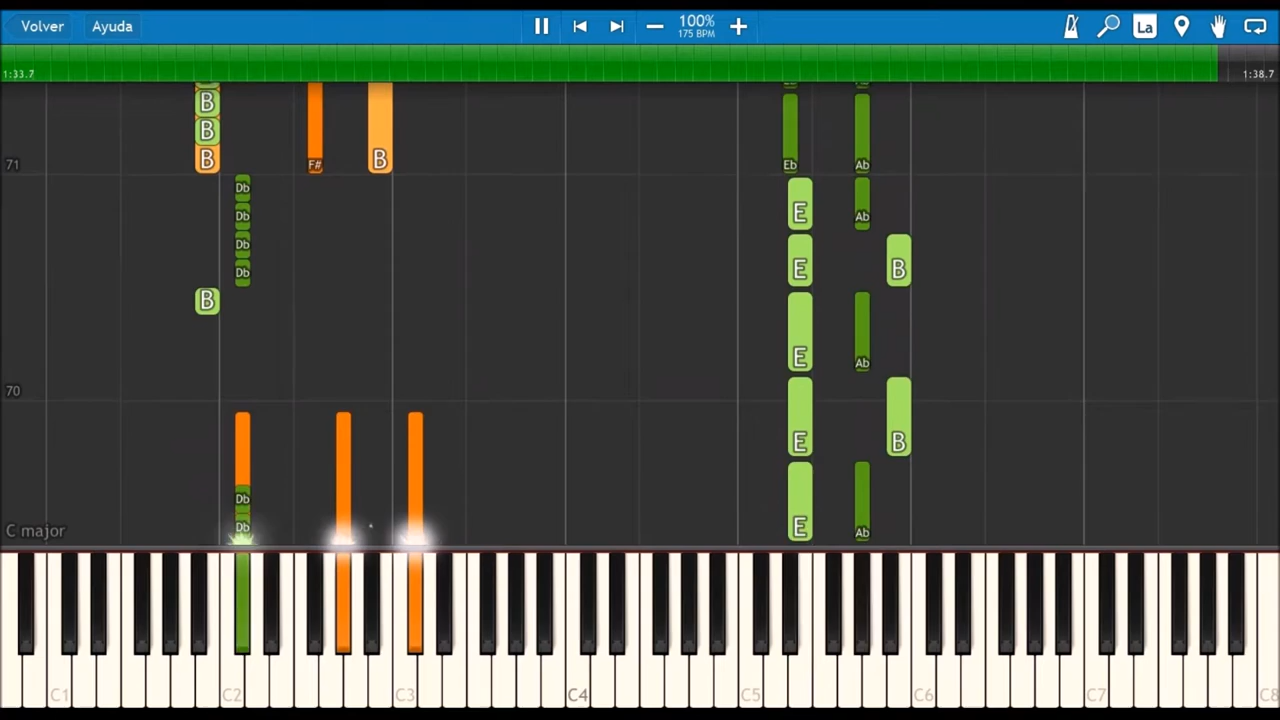 Volver Ayuda 100% La
175 BPM
1:33.7 1:38.7
B B
B
B F# B Eb Ab
71
Db E Ab
Db
Db E B
Db
B
E Ab
70
E B
Db
Db E Ab
C major
C1 C2 C3 C4 C5 C6 C7 C8